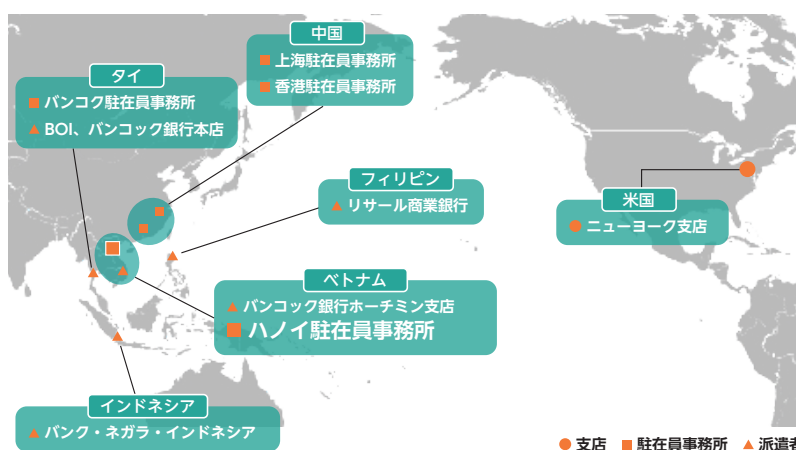 中国
上海駐在員事務所
香港駐在員事務所
タイ
バンコク駐在員事務所
BOI、バンコック銀行本店
フィリピン
リサール商業銀行
米国
ニューヨーク支店
ベトナム
バンコック銀行ホーチミン支店
ハノイ駐在員事務所
インドネシア
バンク・ネガラ・インドネシア
支店 駐在員事務所 派遣者